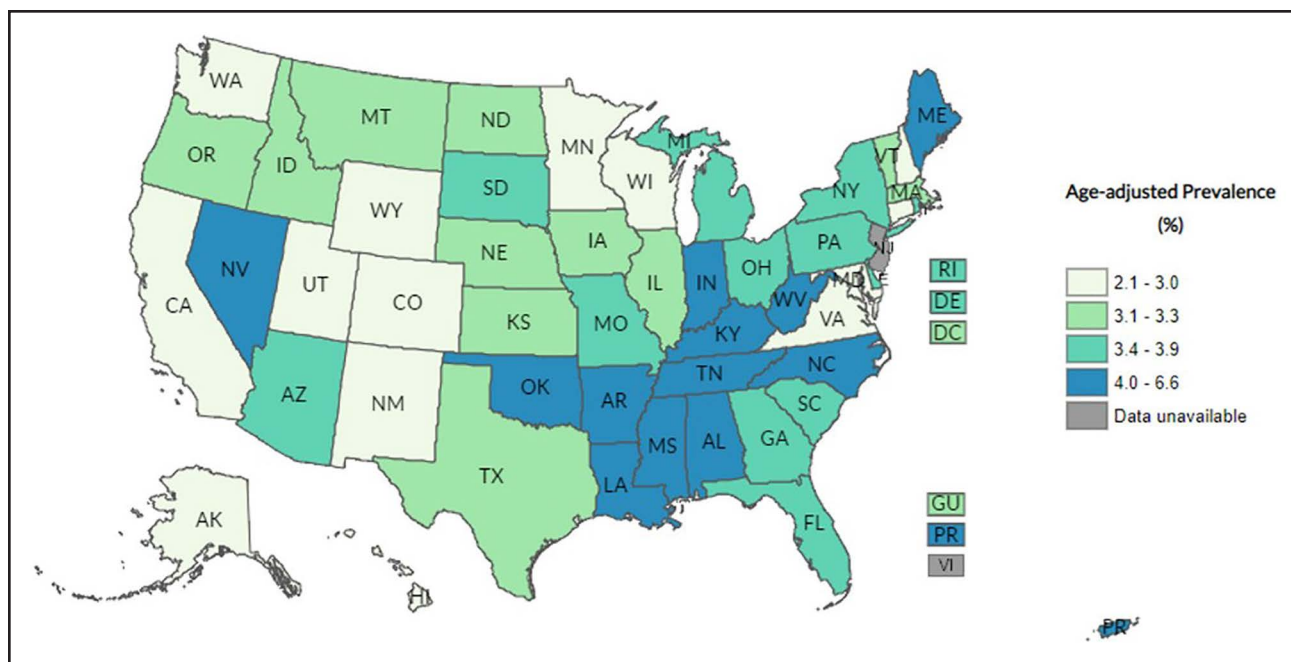 WA
MT
ND
MN
MI
ME
OR
ID
SD
WI
VT
NY
MA
WY
NE
IA
PA
NJ
NV
UT
CO
IL
IN
OH
MD
CA
KS
MO
WV
VA
KY
AZ
NM
OK
AR
TN
NC
SC
TX
LA
MS
AL
GA
FL
AK
HI
RI
DE
DC
GU
PR
VI
PR
Age-adjusted Prevalence
(%)
2.1 - 3.0
3.1 - 3.3
3.4 - 3.9
4.0 - 6.6
Data unavailable